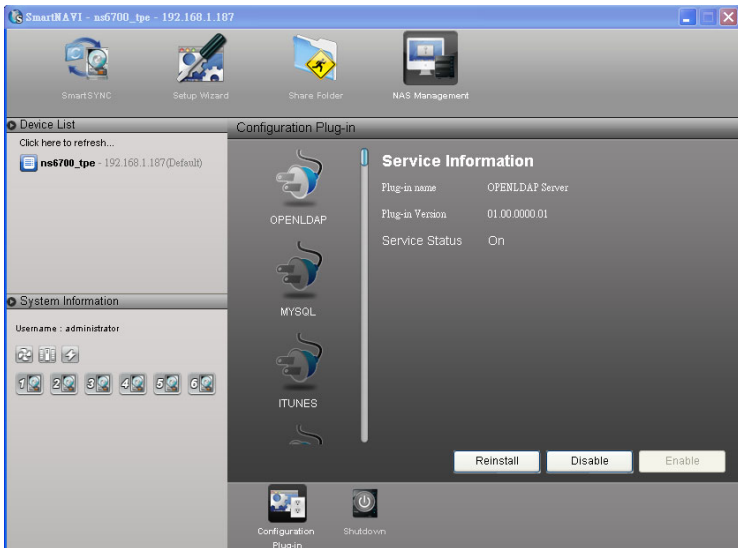 SmartNAVI - ns6700_tpe - 192.168.1.187
SmartSYNC
Setup Wizard
Share Folder
NAS Management
Device List
Click here to refresh...
ns6700_tpe - 192.168.1.187(Default)
System Information
Username : administrator
1 2 3 4 5 6
Configuration Plug-in
OPENLDAP
MYSQL
ITUNES
Service Information
Plug-in name OPENLDAP Server
Plug-in Version 01.00.0000.01
Service Status On
Reinstall Disable Enable
Configuration
Plug-in
Shutdown